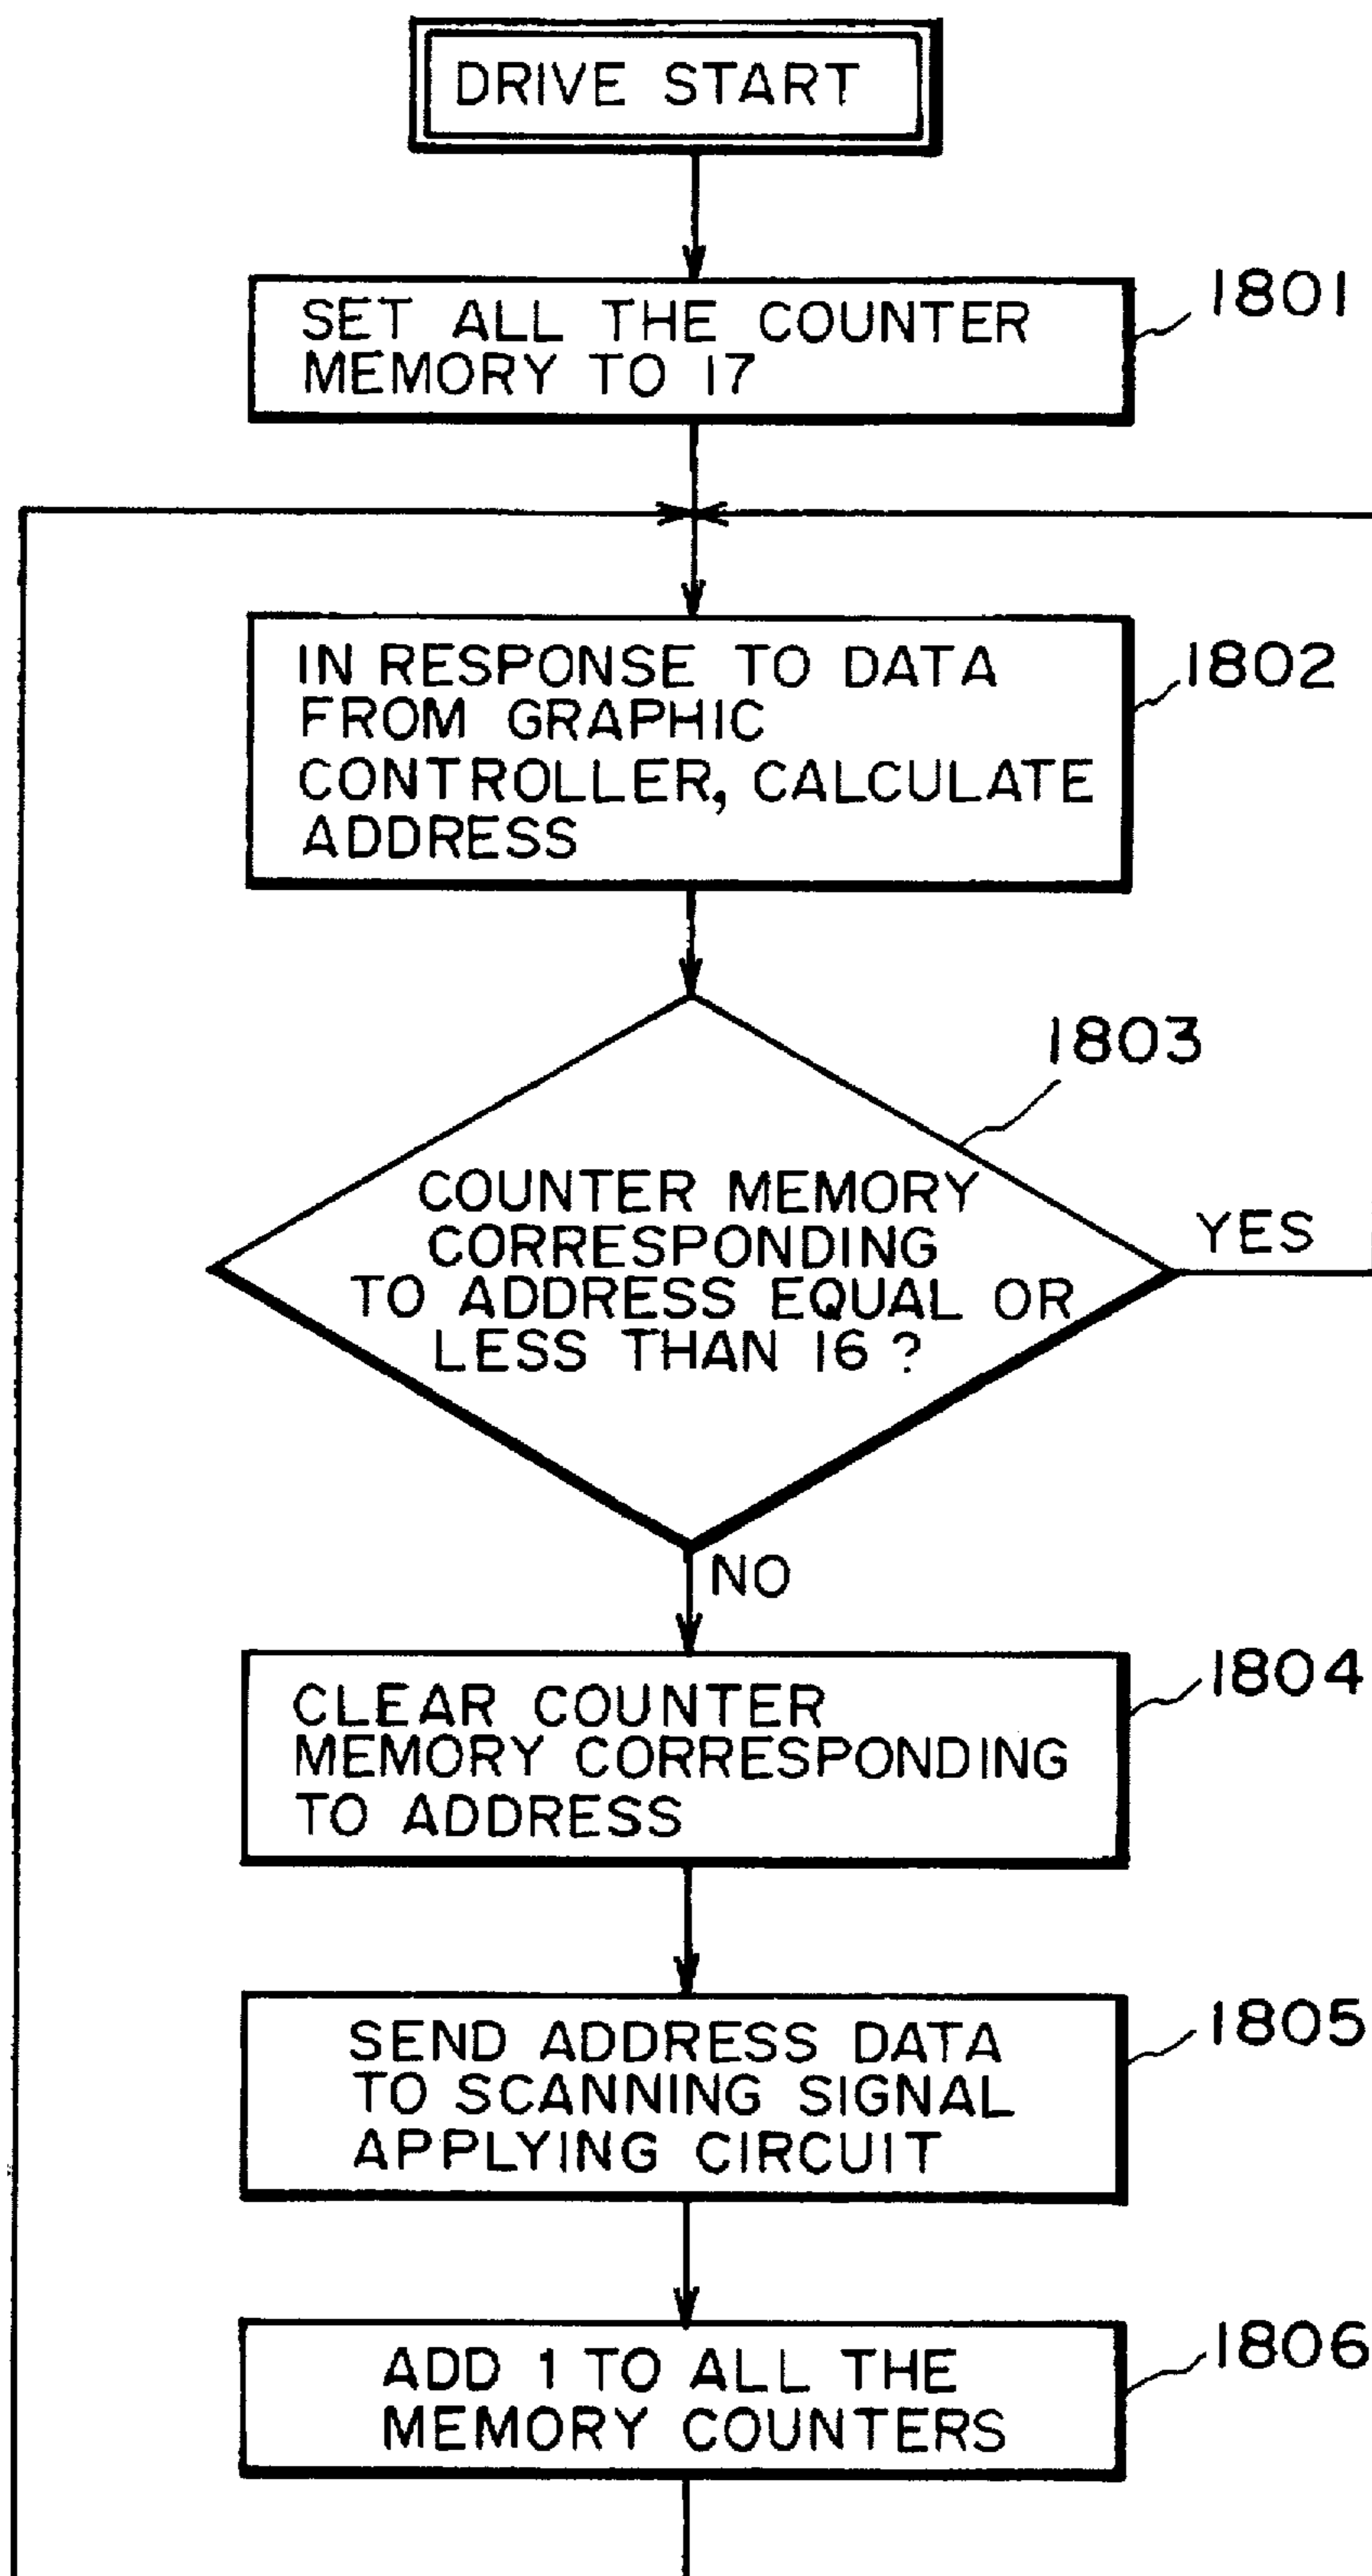 DRIVE START
1801
SET ALL THE COUNTER
MEMORY TO 17
1802
IN RESPONSE TO DATA
FROM GRAPHIC
CONTROLLER, CALCULATE
ADDRESS
1803
COUNTER MEMORY
CORRESPONDING
TO ADDRESS EQUAL OR
LESS THAN 16 ?
YES
NO
1804
CLEAR COUNTER
MEMORY CORRESPONDING
TO ADDRESS
1805
SEND ADDRESS DATA
TO SCANNING SIGNAL
APPLYING CIRCUIT
1806
ADD 1 TO ALL THE
MEMORY COUNTERS